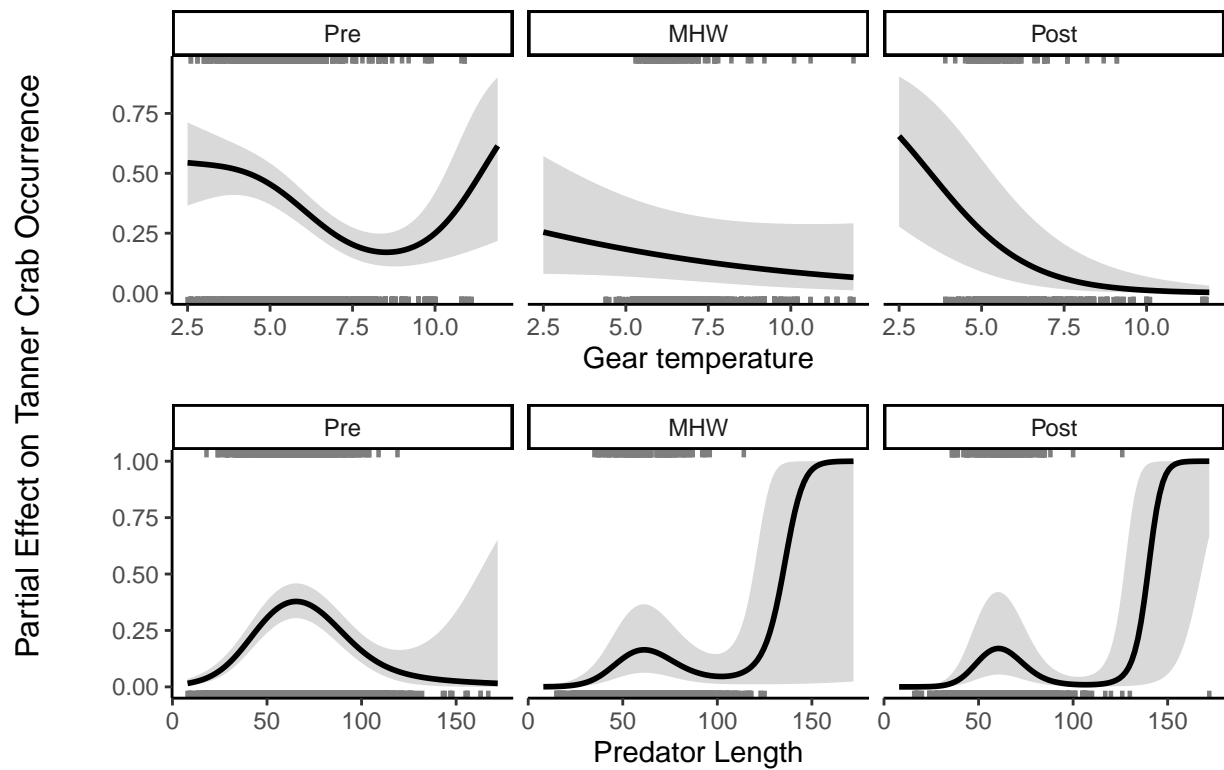 Partial Effect on Tanner Crab Occurrence
Pre MHW Post
0.75
0.50
0.25
0.00
2.5 5.0 7.5 10.0 2.5 5.0 7.5 10.0 2.5 5.0 7.5 10.0
Gear temperature
Pre MHW Post
1.00
0.75
0.50
0.25
0.00
0 50 100 150 0 50 100 150 0 50 100 150
Predator Length